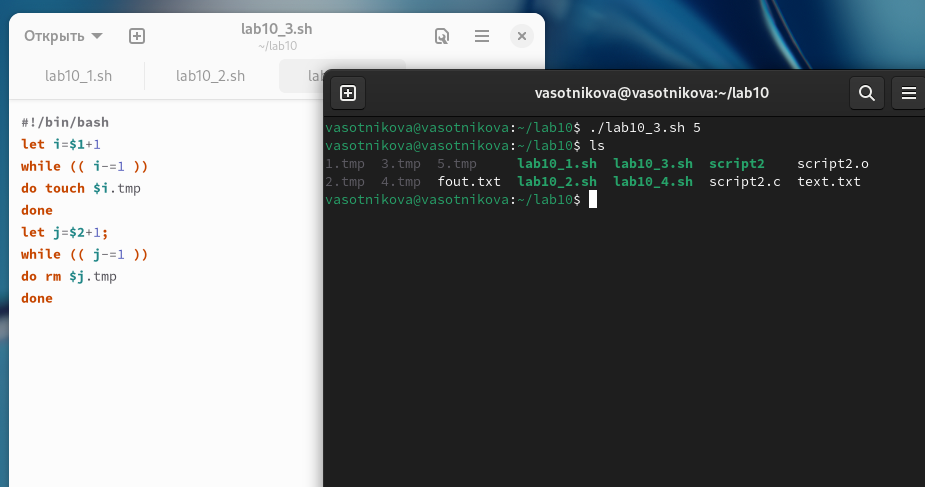 Открыть
lab10_3.sh
~/lab10
lab10_1.sh
lab10_2.sh
#!/bin/bash
let i=$1+1
while (( i-=1 ))
do touch $i.tmp
done
let j=$2+1;
while (( j-=1 ))
do rm $j.tmp
done
vasotnikova@vasotnikova:~/lab10
vasotnikova@vasotnikova:~/lab10$ ./lab10_3.sh 5
vasotnikova@vasotnikova:~/lab10$ ls
1.tmp 3.tmp 5.tmp lab10_1.sh lab10_3.sh script2 script2.o
2.tmp 4.tmp fout.txt lab10_2.sh lab10_4.sh script2.c text.txt
vasotnikova@vasotnikova:~/lab10$